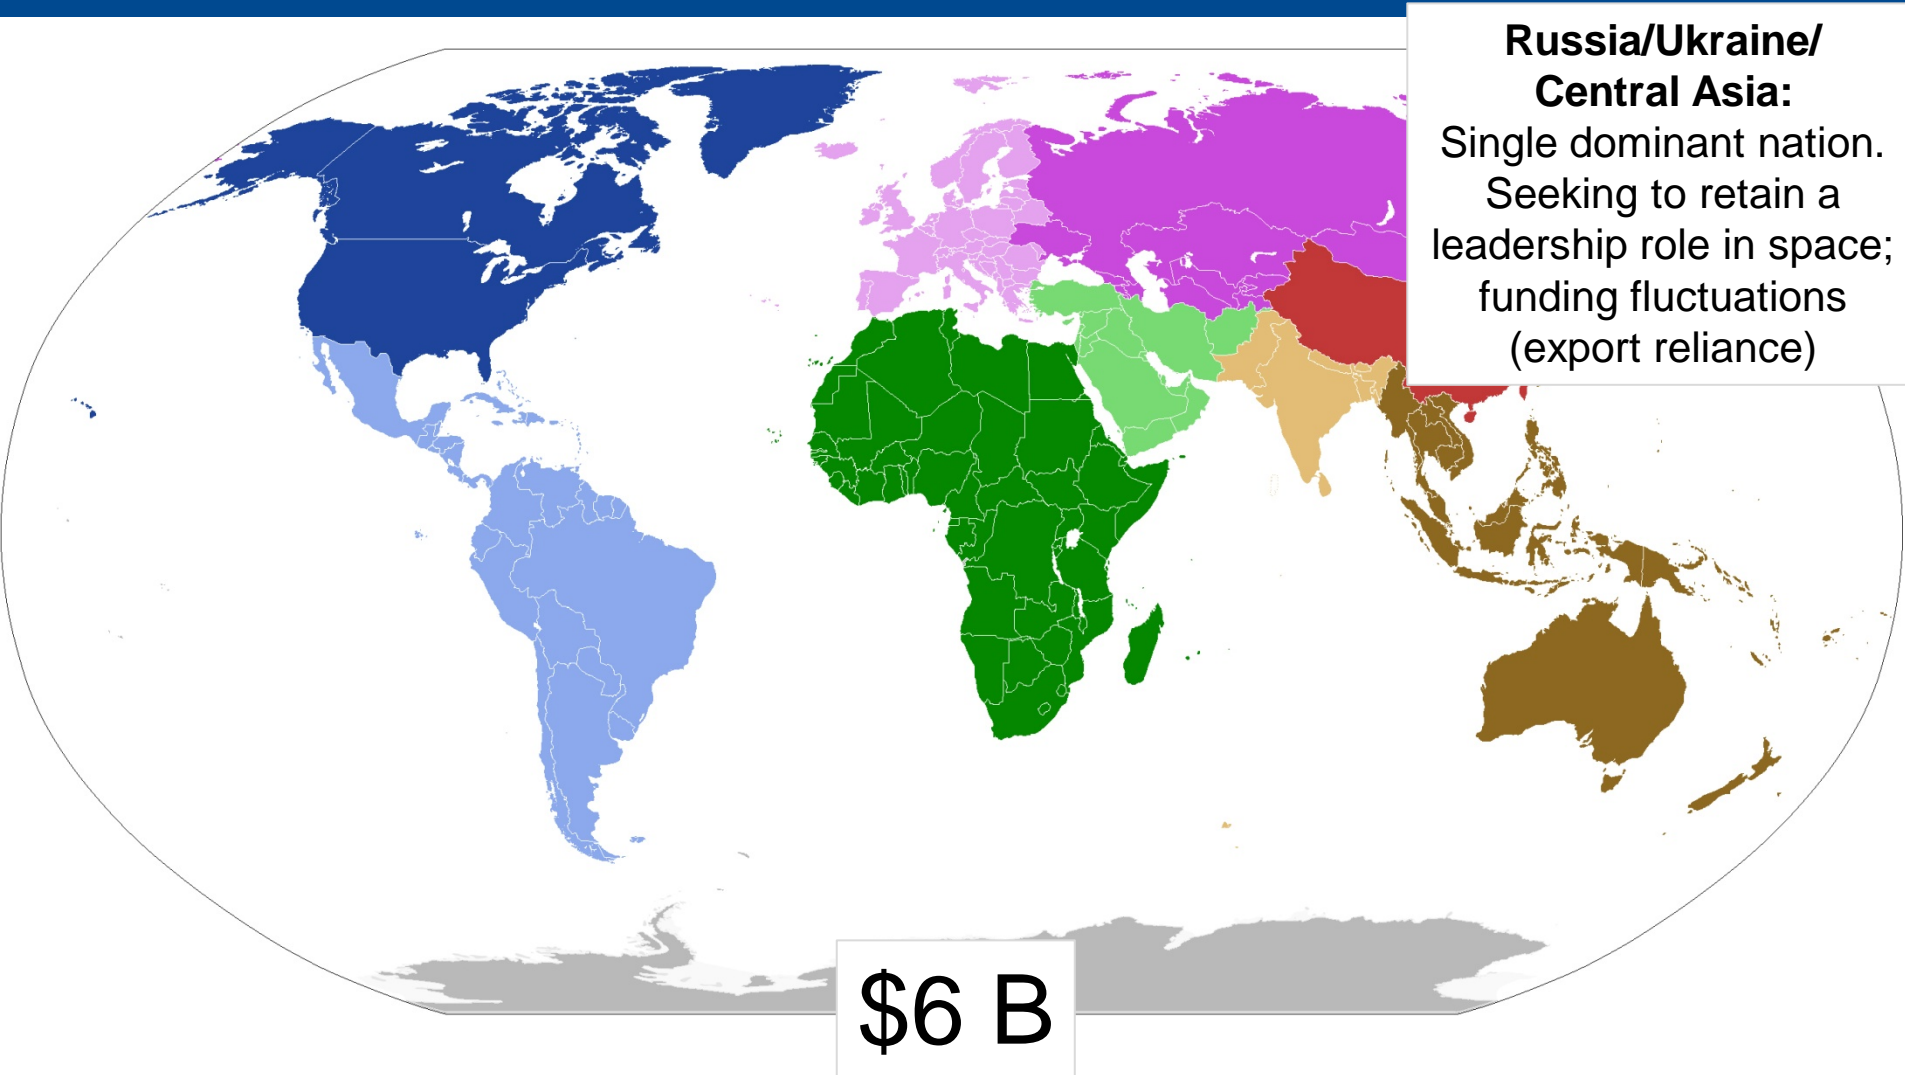 Russia/Ukraine/
Central Asia:
Single dominant nation.
Seeking to retain a
leadership role in space;
funding fluctuations
(export reliance)
$6 B